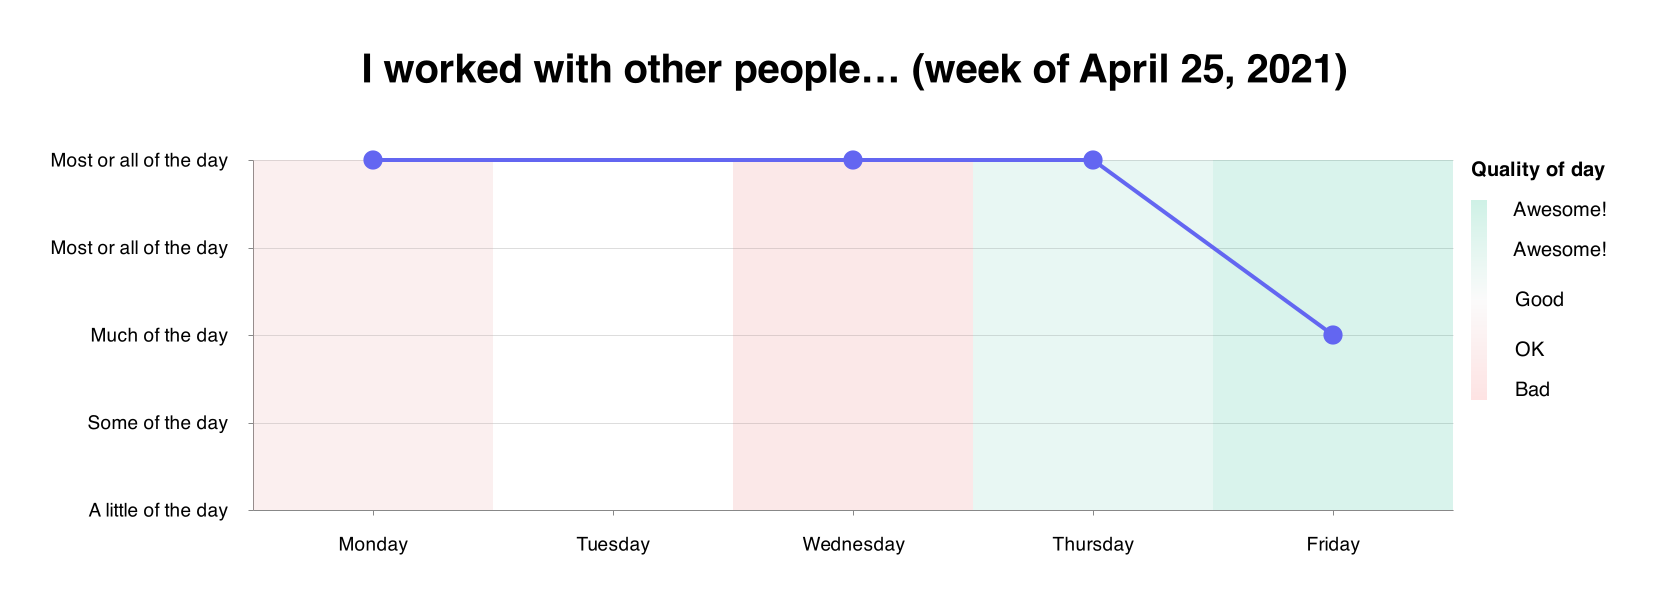 I worked with other people… (week of April 25, 2021)
Most or all of the day
Most or all of the day
Much of the day
Some of the day
A little of the day
Monday
Tuesday
Wednesday
Thursday
Friday
Quality of day
Awesome!
Awesome!
Good
OK
Bad